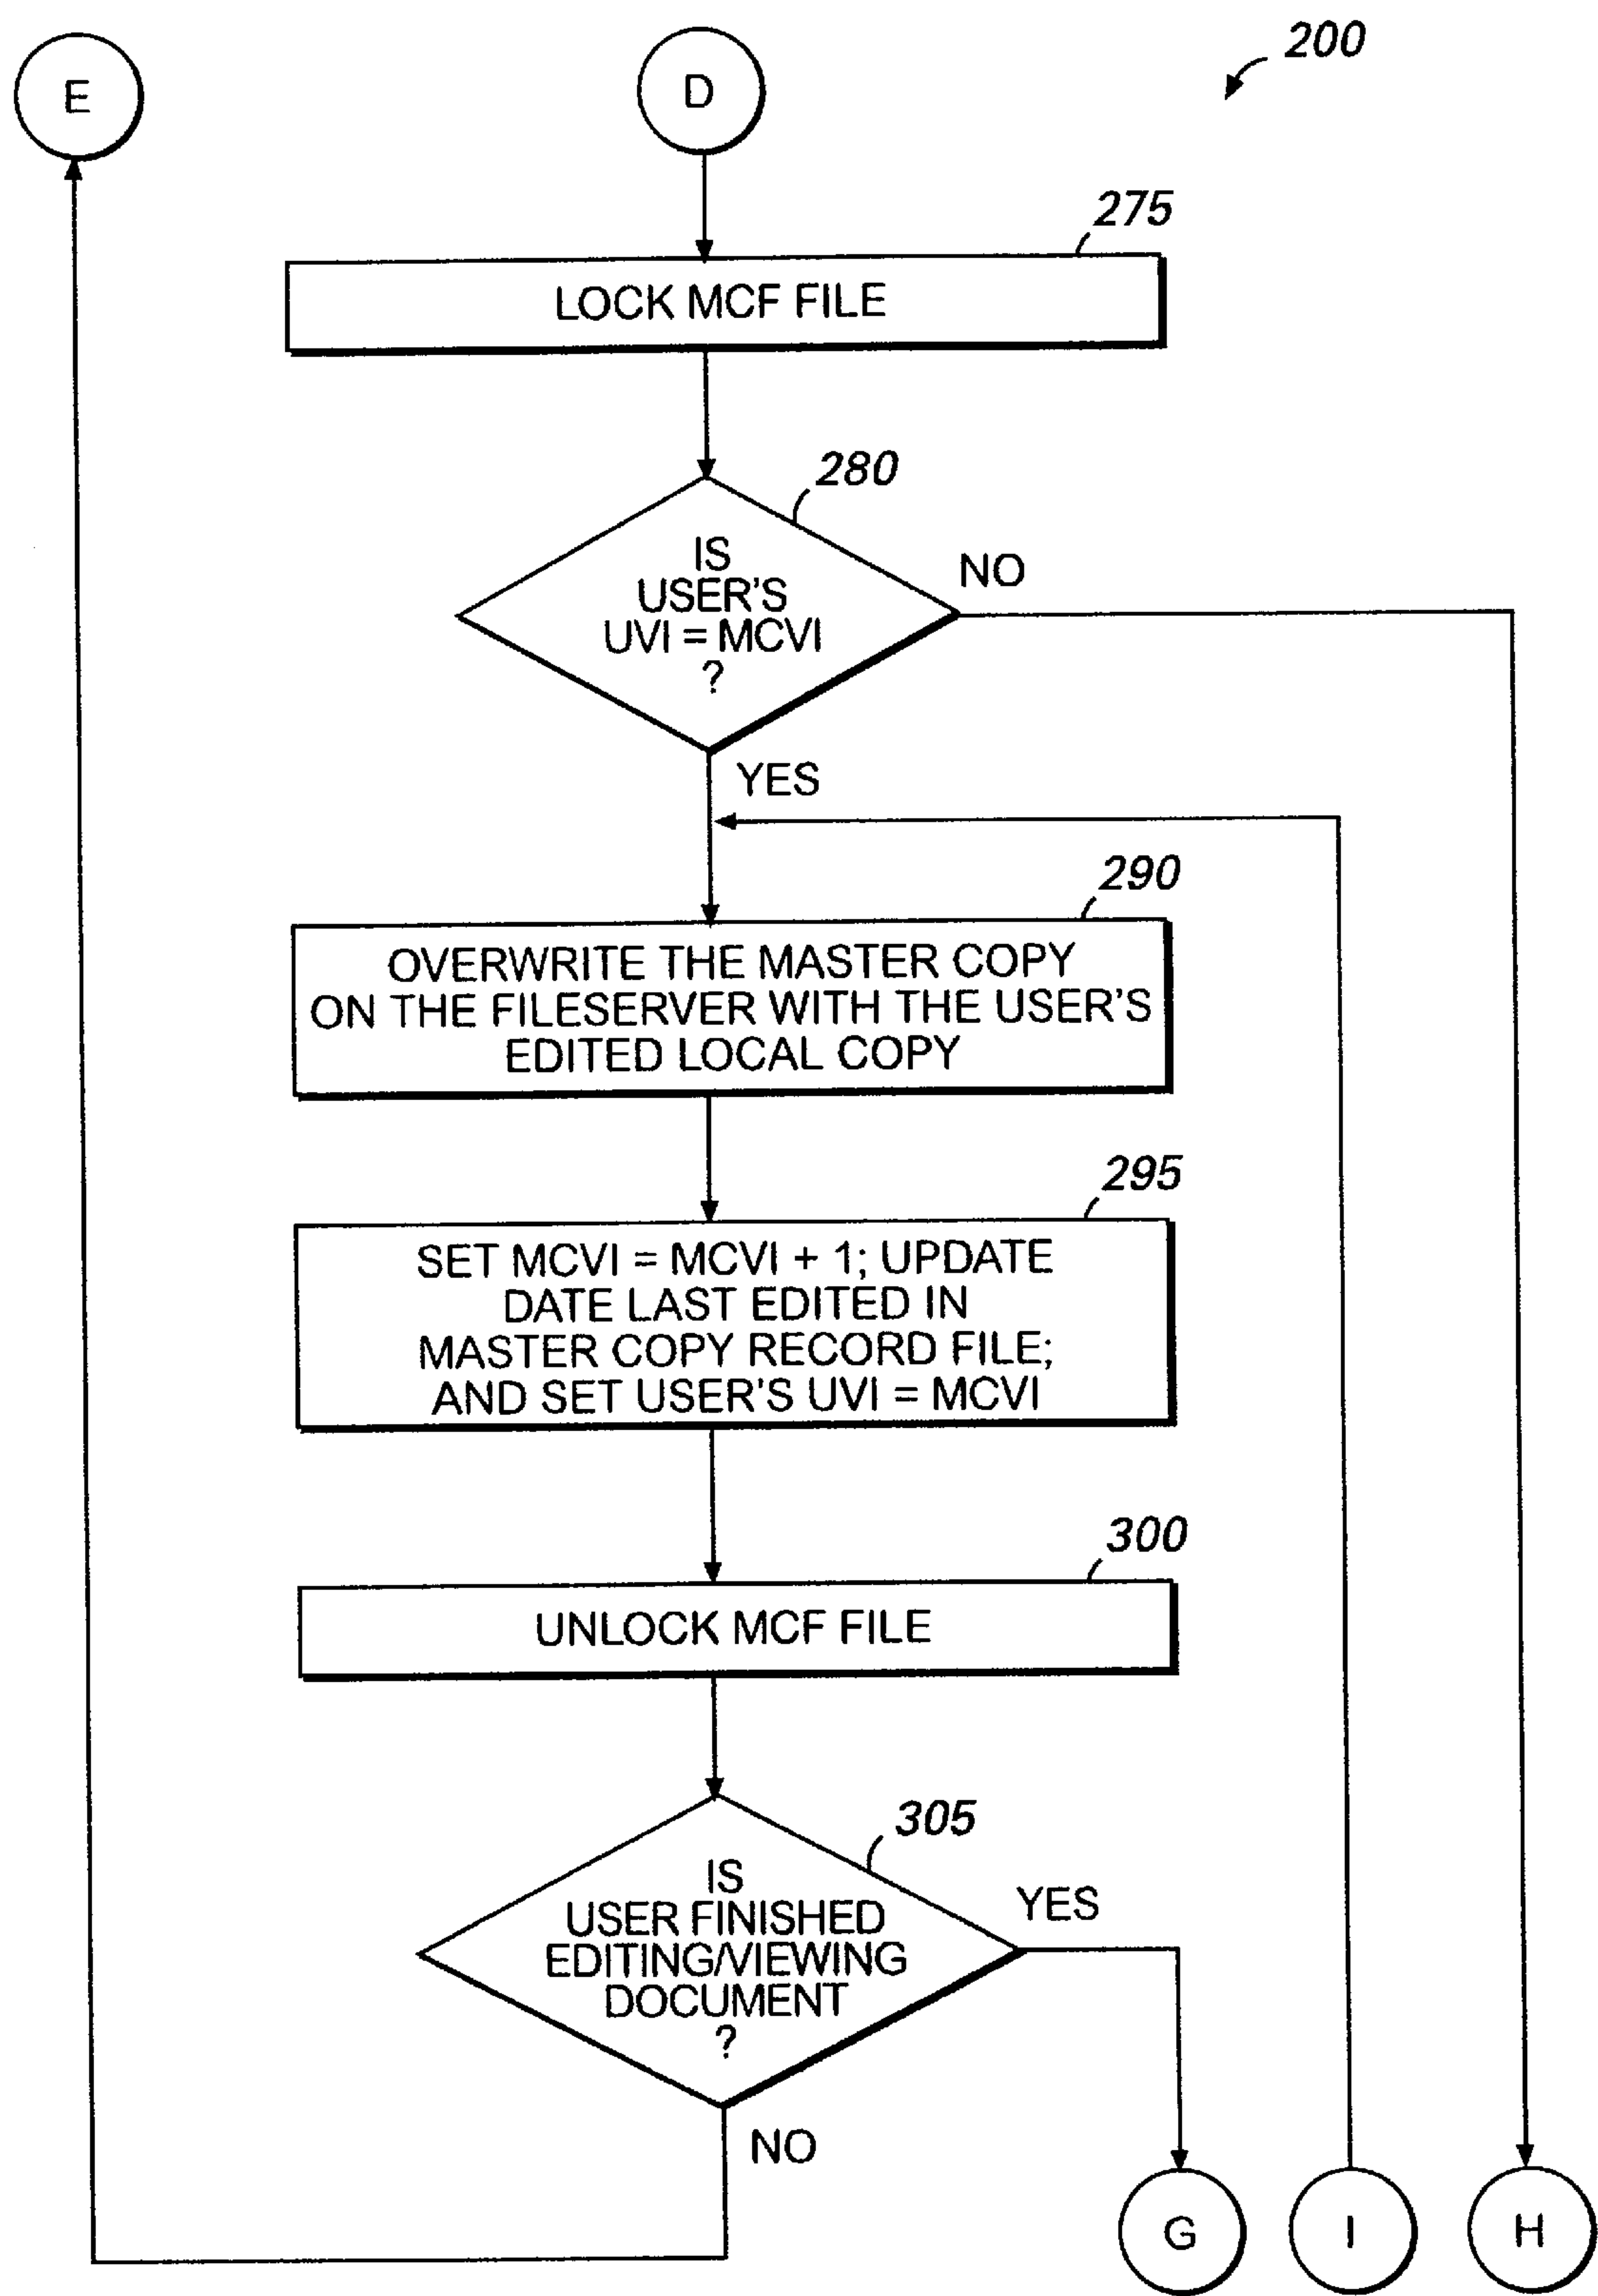 200
E
D
275
LOCK MCF FILE
280
IS
USER'S
UVI = MCVI
?
NO
YES
290
OVERWRITE THE MASTER COPY
ON THE FILESERVER WITH THE USER'S
EDITED LOCAL COPY
295
SET MCVI = MCVI + 1; UPDATE
DATE LAST EDITED IN
MASTER COPY RECORD FILE;
AND SET USER'S UVI = MCVI
300
UNLOCK MCF FILE
305
IS
USER FINISHED
EDITING/VIEWING
DOCUMENT
?
YES
NO
G
I
H